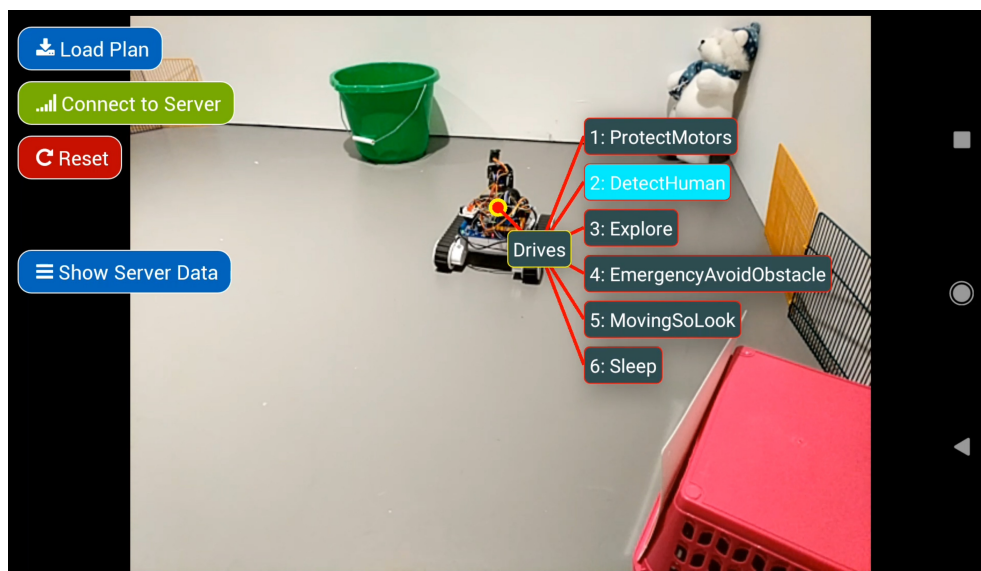 Load Plan
Connect to Server
Reset
Show Server Data
Drives
1: ProtectMotors
2: DetectHuman
3: Explore
4: EmergencyAvoidObstacle
5: MovingSoLook
6: Sleep